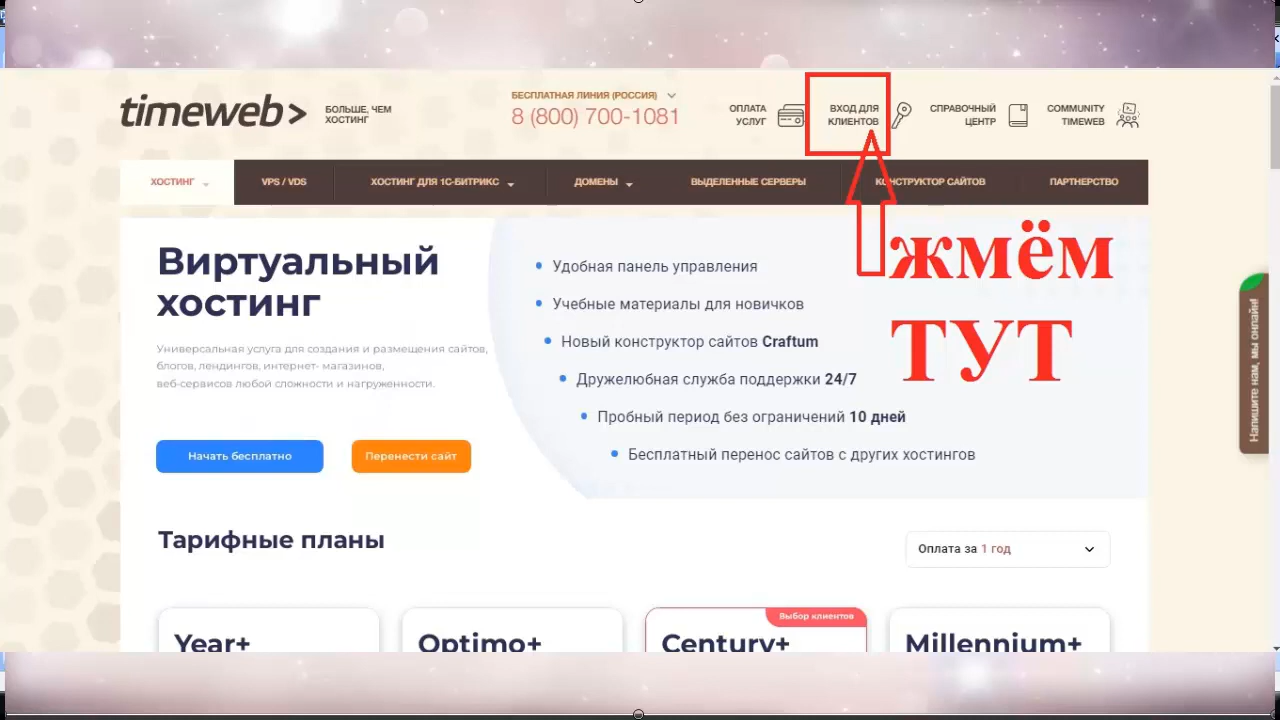 timeweb>
БОЛЬШЕ, ЧЕМ
ХОСТИНГ
БЕСПЛАТНАЯ ЛИНИЯ (РОССИЯ)
8 (800) 700-1081
ОПЛАТА
УСЛУГ
ВХОД ДЛЯ
КЛИЕНТОВ
СПРАВОЧНЫЙ
ЦЕНТР
COMMUNITY
TIMEWEB
ХОСТИНГ
VPS / VDS
ХОСТИНГ ДЛЯ 1С-БИТРИКС
ДОМЕНЫ
ВЫДЕЛЕННЫЕ СЕРВЕРЫ
КОНСТРУКТОР САЙТОВ
ПАРТНЕРСТВО
Виртуальный
хостинг
Универсальная услуга для создания и размещения сайтов,
блогов, лендингов, интернет- магазинов,
веб-сервисов любой сложности и нагруженности.
Начать бесплатно
Перенести сайт
Удобная панель управления
Учебные материалы для новичков
Новый конструктор сайтов Craftum
Дружелюбная служба поддержки 24/7
Пробный период без ограничений 10 дней
Бесплатный перенос сайтов с других хостингов
жмём
ТУТ
Напишите нам, мы онлайн!
Тарифные планы
Оплата за 1 год
Выбор клиентов
Year+
Optimo+
Century+
Millennium+